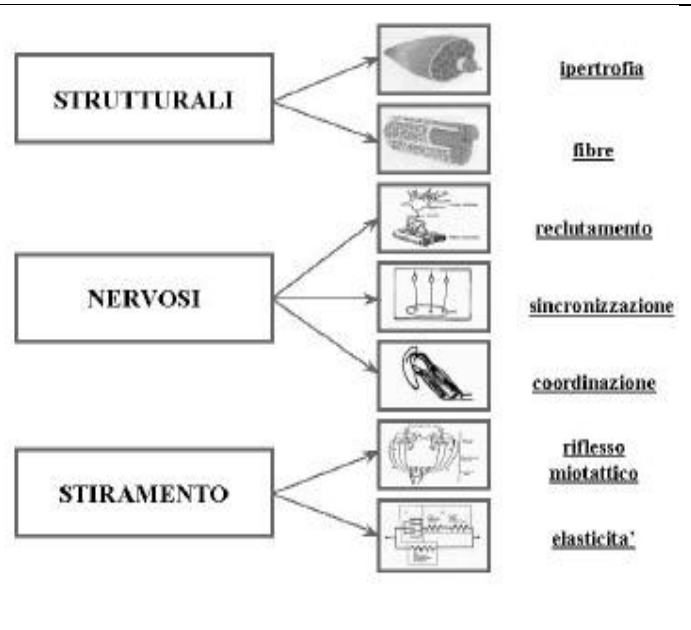 STRUTTURALI
ipertrofia
fibre
NERVOSI
reclutamento
sincronizzazione
coordinazione
STIRAMENTO
riflesso
miotattico
elasticita'